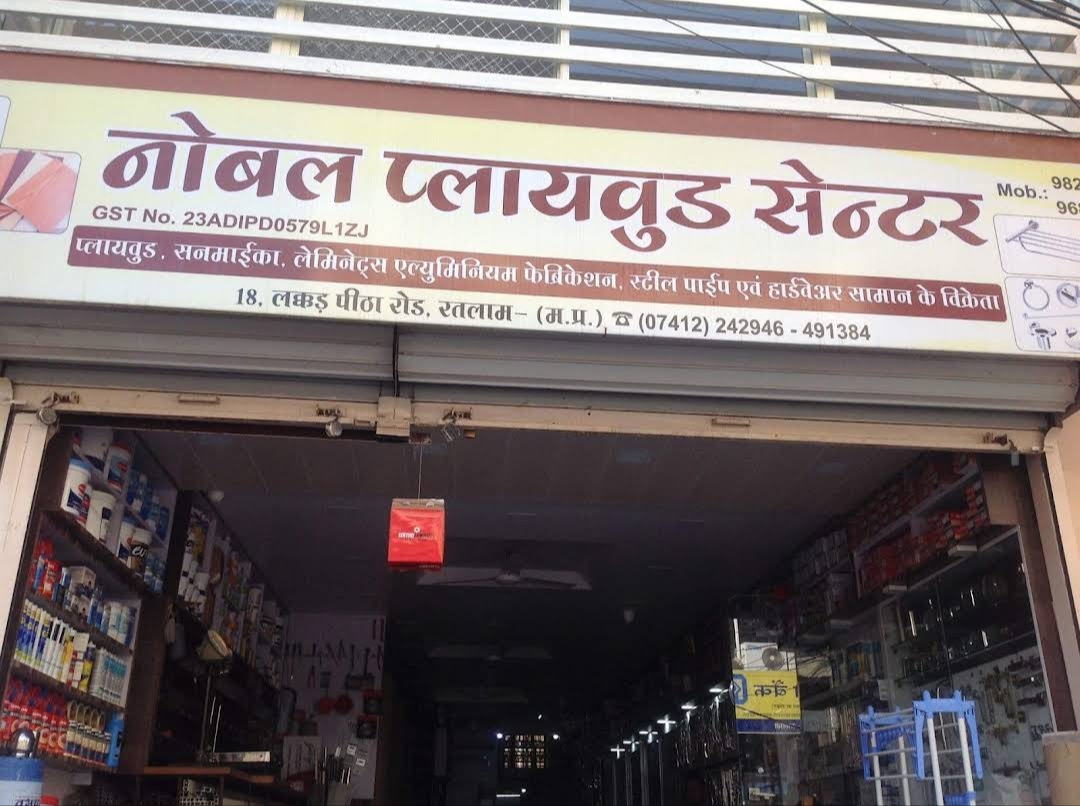 नोबल प्लायवुड सेन्टर
Mob.: 982
965
GST No. 23ADIPD0579L1ZJ
प्लायवुड, सनमाईका, लेमिनेट्स एल्युमिनियम फेब्रिकेशन, स्टील पाईप एवं हार्डवेअर सामान के विक्रेता
18, लक्कड़ पीठा रोड, रतलाम- (म.प्र.) ☎ (07412) 242946 - 491384